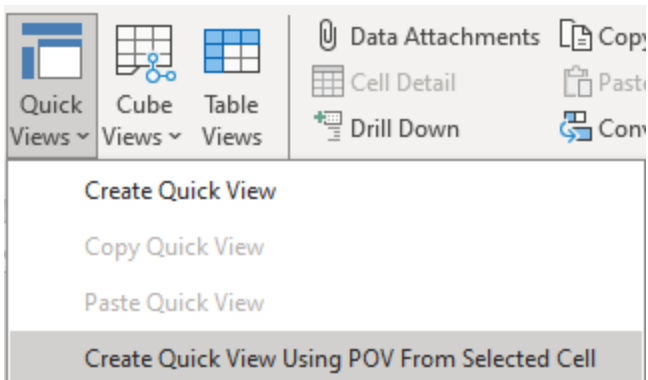 Quick Views
Cube Views
Table Views
Data Attachments
Cell Detail
Drill Down
Create Quick View
Copy Quick View
Paste Quick View
Create Quick View Using POV From Selected Cell